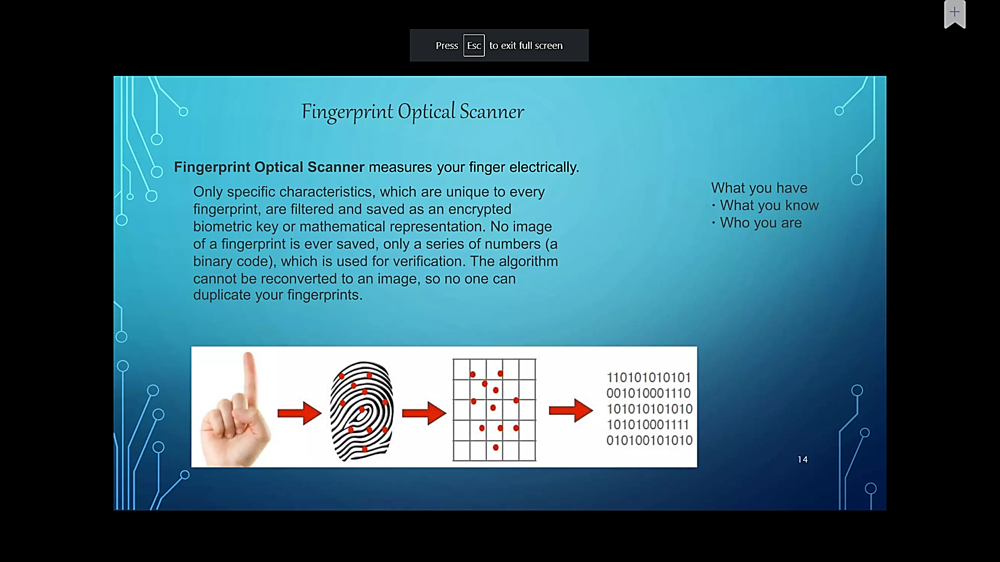 Press Esc to exit full screen
Fingerprint Optical Scanner
Fingerprint Optical Scanner measures your finger electrically.
Only specific characteristics, which are unique to every
fingerprint, are filtered and saved as an encrypted
biometric key or mathematical representation. No image
of a fingerprint is ever saved, only a series of numbers (a
binary code), which is used for verification. The algorithm
cannot be reconverted to an image, so no one can
duplicate your fingerprints.
What you have
· What you know
· Who you are
110101010101
001010001110
101010101010
101010001111
010100101010
14